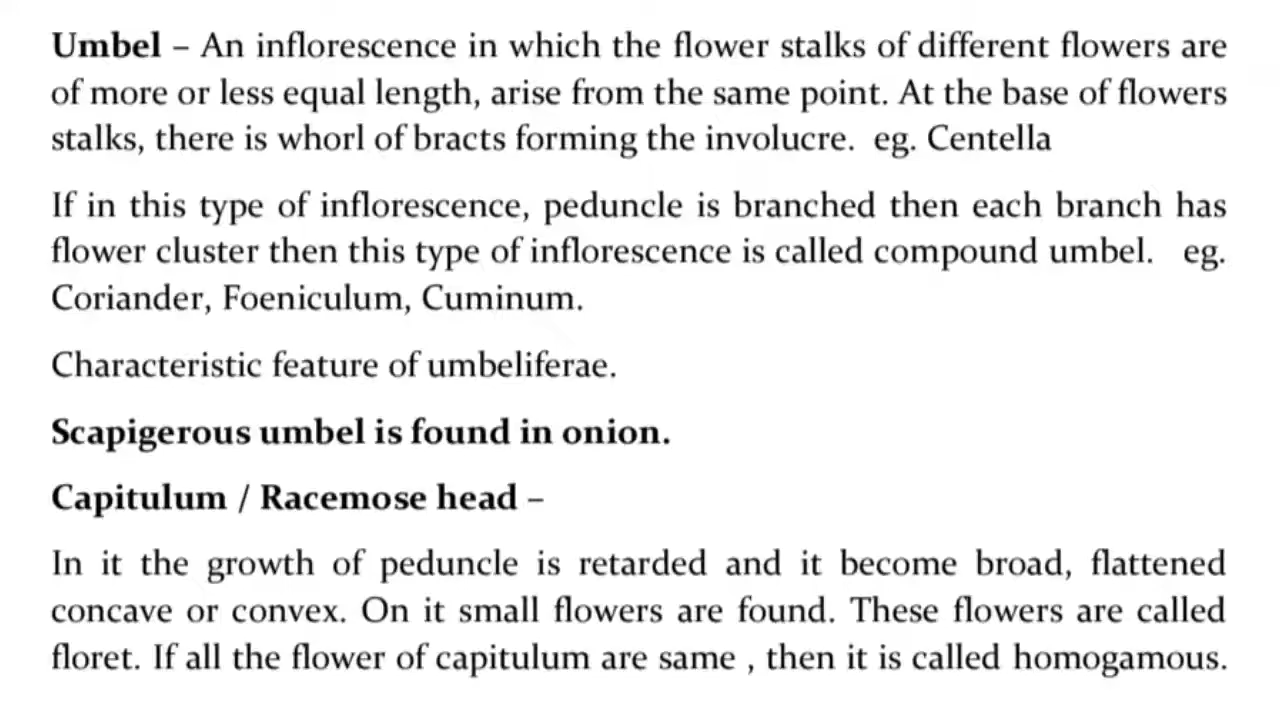 Umbel – An inflorescence in which the flower stalks of different flowers are
of more or less equal length, arise from the same point. At the base of flowers
stalks, there is whorl of bracts forming the involucre. eg. Centella
If in this type of inflorescence, peduncle is branched then each branch has
flower cluster then this type of inflorescence is called compound umbel. eg.
Coriander, Foeniculum, Cuminum.
Characteristic feature of umbeliferae.
Scapigerous umbel is found in onion.
Capitulum / Racemose head –
In it the growth of peduncle is retarded and it become broad, flattened
concave or convex. On it small flowers are found. These flowers are called
floret. If all the flower of capitulum are same , then it is called homogamous.